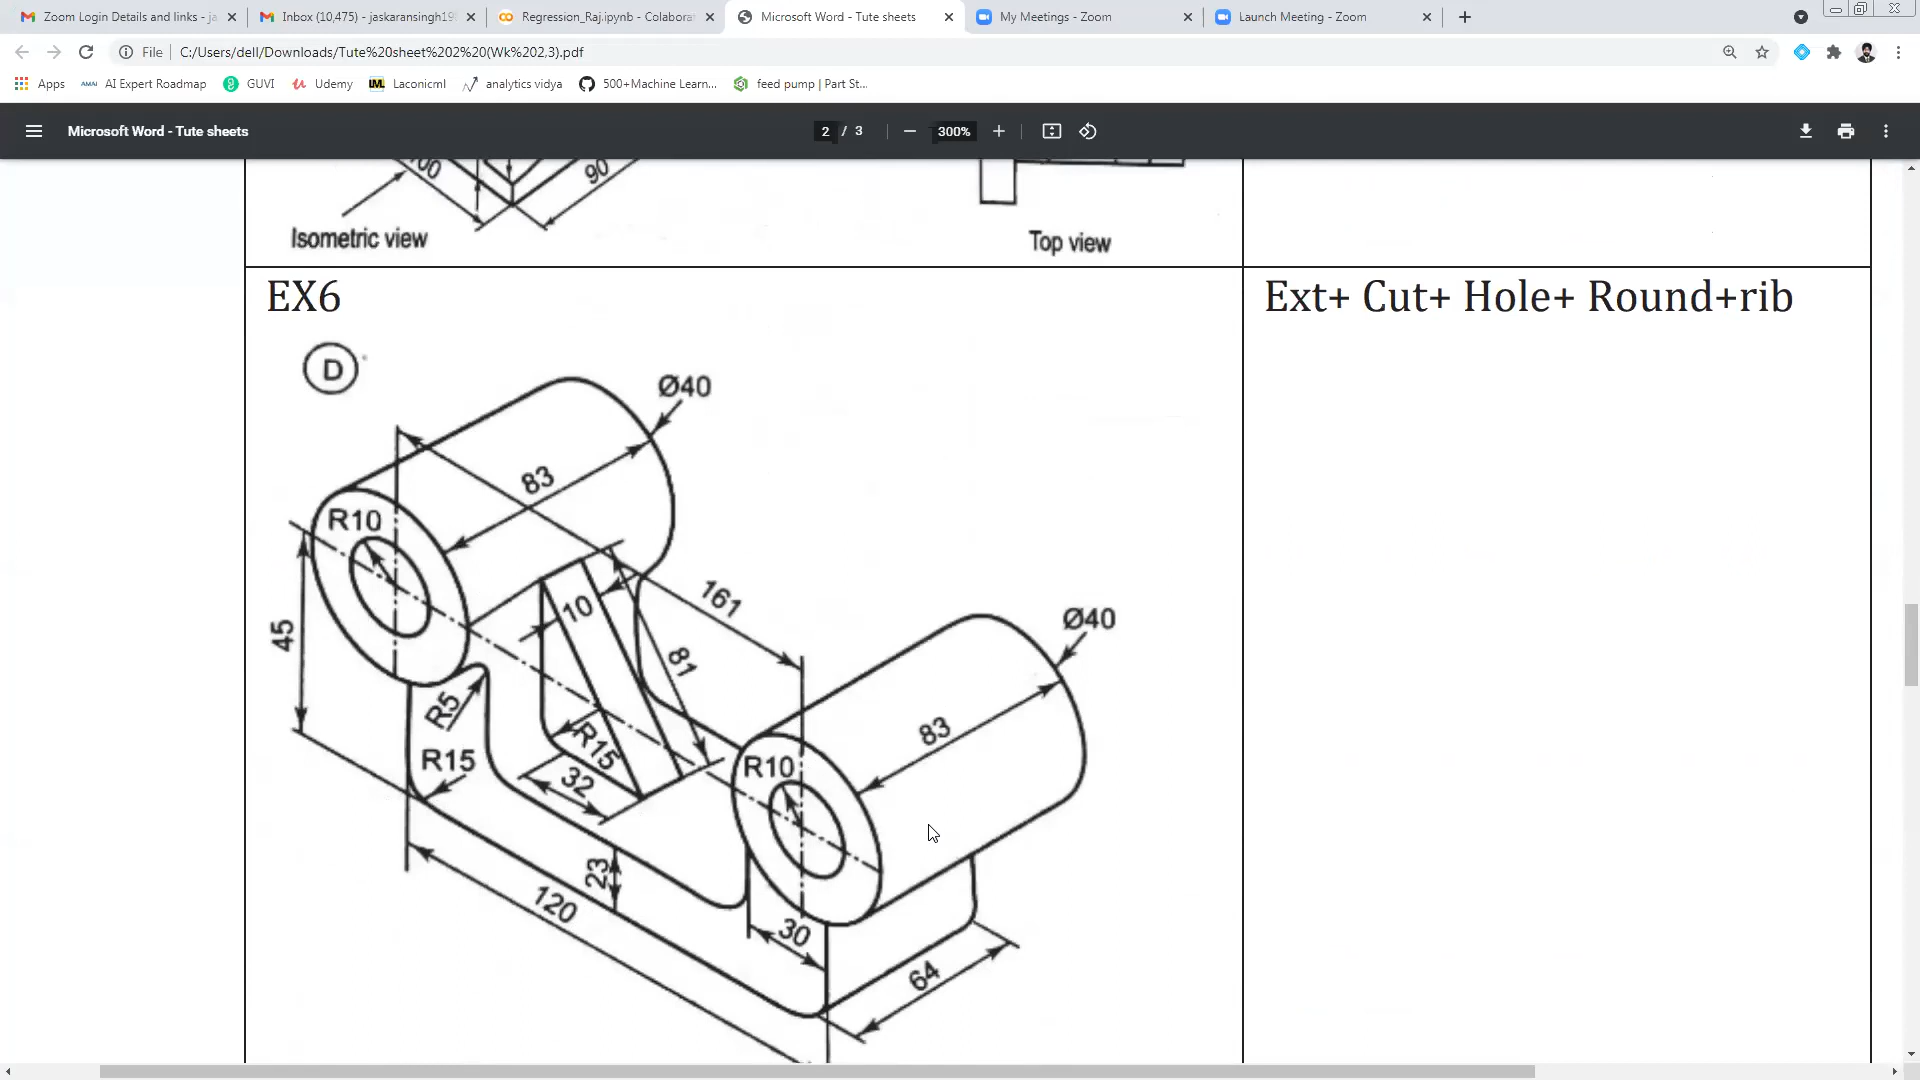 Zoom Login Details and links - ja
Inbox (10,475) - jaskaransingh19
Regression_Raj.ipynb - Colabora
Microsoft Word - Tute sheets
My Meetings - Zoom
Launch Meeting - Zoom
File
C:/Users/dell/Downloads/Tute%20sheet%202%20(Wk%202,3).pdf
Apps
AI Expert Roadmap
GUVI
Udemy
Laconicml
analytics vidya
500+Machine Learn...
feed pump | Part St...
Microsoft Word - Tute sheets
2 / 3
300%
90
Isometric view
Top view
EX6
Ext+ Cut+ Hole+ Round+rib
D
Ø40
83
R10
161
10
Ø40
45
81
R5
83
R15
R15
R10
32
23
120
30
64